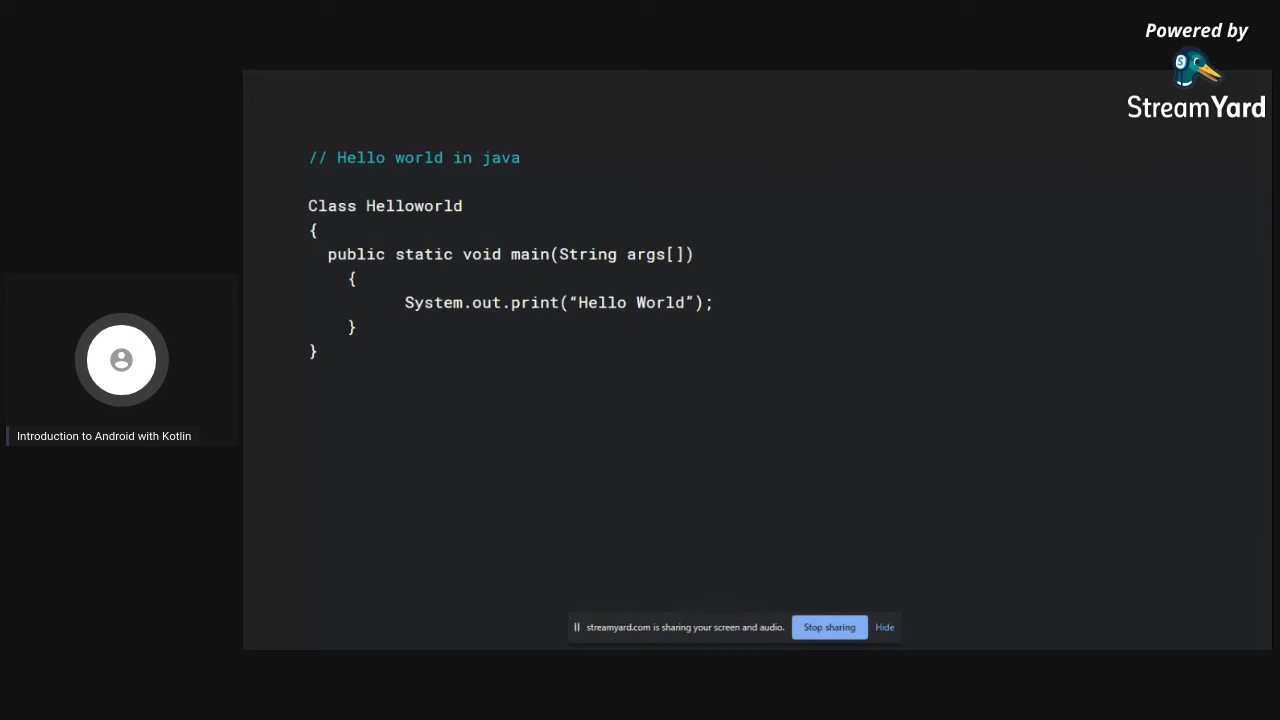 Powered by
StreamYard
// Hello world in java
Class Helloworld
{
public static void main(String args[])
{
System.out.print(“Hello World”);
}
}
Introduction to Android with Kotlin
streamyard.com is sharing your screen and audio. Stop sharing Hide